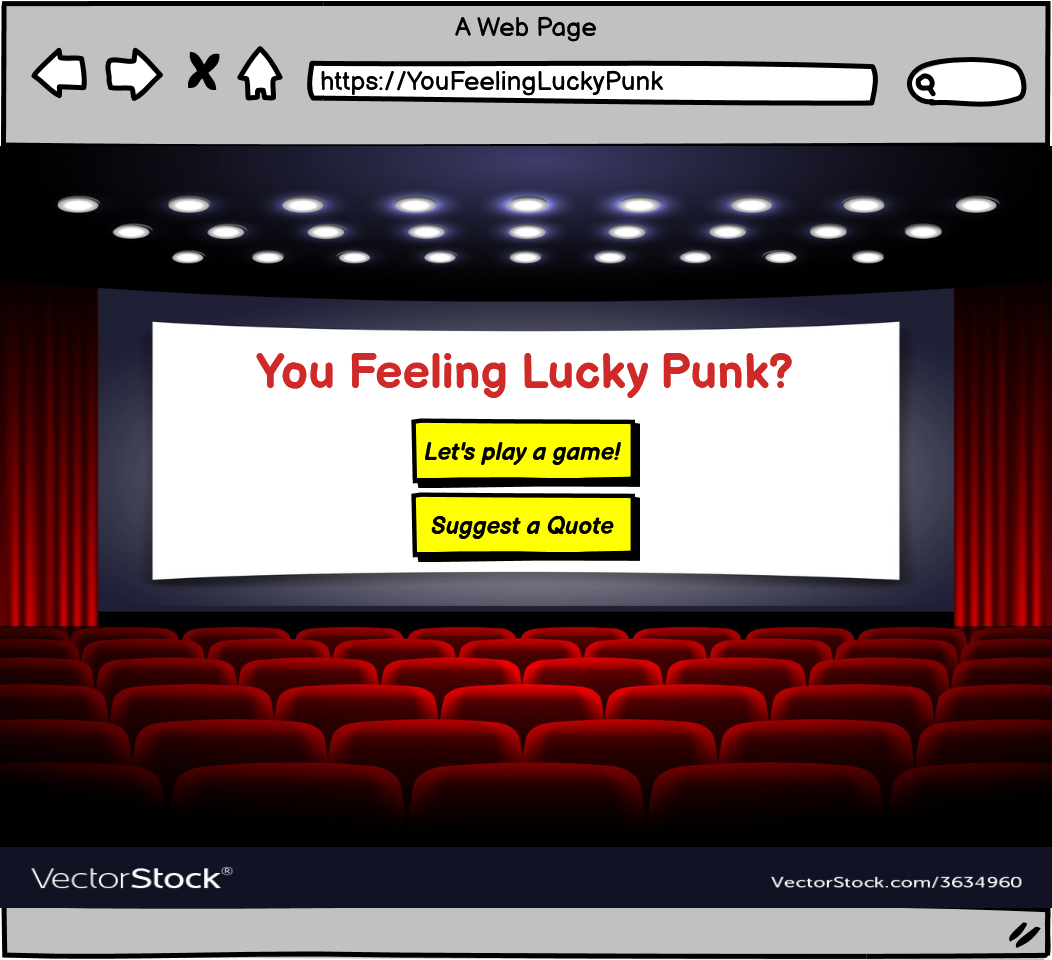 A Web Page
https://YouFeelingLuckyPunk
You Feeling Lucky Punk?
Let's play a game!
Suggest a Quote
VectorStock®
VectorStock.com/3634960